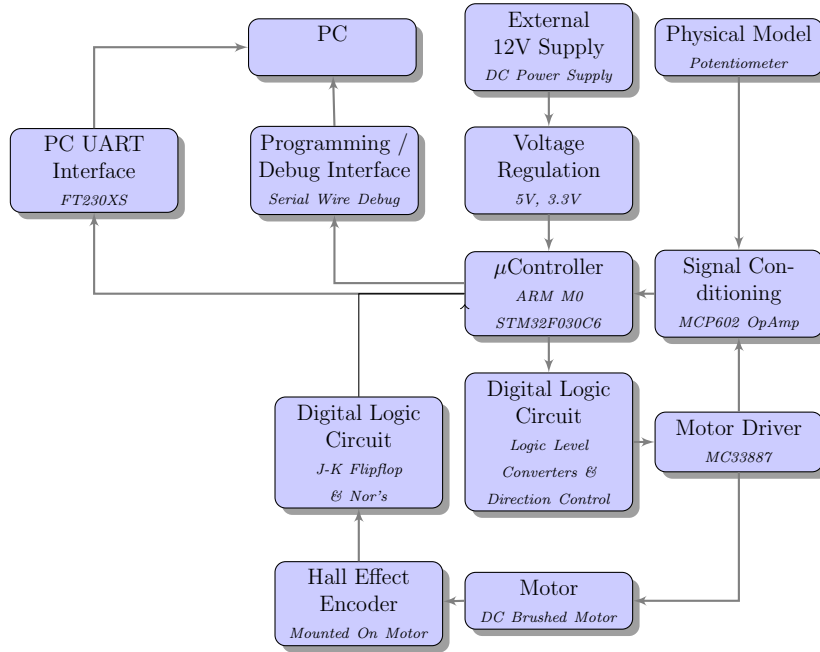 PC
External
12V Supply
DC Power Supply
Physical Model
Potentiometer
PC UART
Interface
FT230XS
Programming /
Debug Interface
Serial Wire Debug
Voltage
Regulation
5V, 3.3V
μController
ARM M0
STM32F030C6
Signal Con-
ditioning
MCP602 OpAmp
Digital Logic
Circuit
J-K Flipflop
& Nor's
Digital Logic
Circuit
Logic Level
Converters &
Direction Control
Motor Driver
MC33887
Hall Effect
Encoder
Mounted On Motor
Motor
DC Brushed Motor